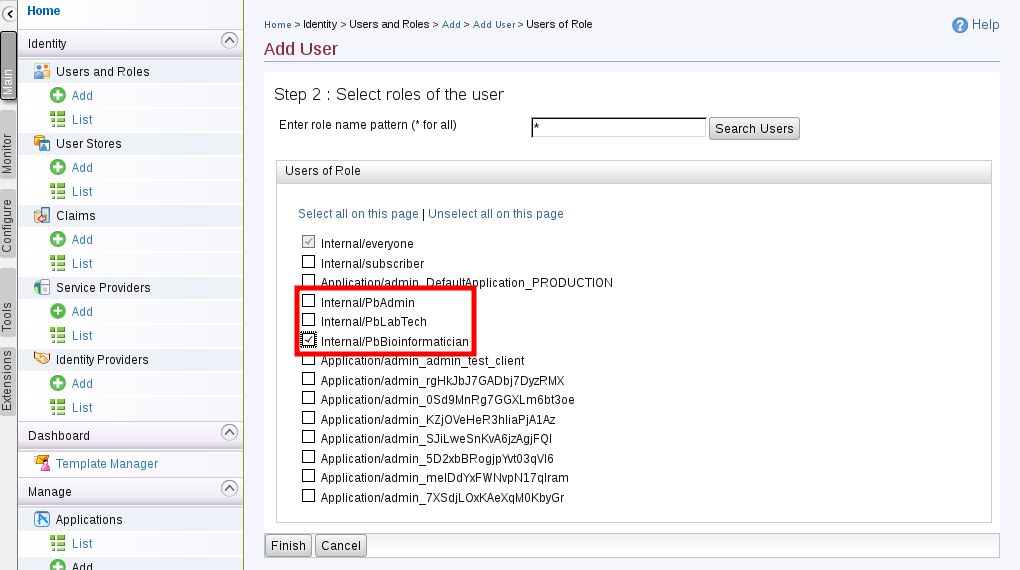 Home
Identity
Users and Roles
Add
List
User Stores
Add
List
Claims
Add
List
Service Providers
Add
List
Identity Providers
Add
List
Dashboard
Template Manager
Manage
Applications
List
Add
Main
Monitor
Configure
Tools
Extensions
Home > Identity > Users and Roles > Add > Add User > Users of Role
Help
Add User
Step 2 : Select roles of the user
Enter role name pattern (* for all)
*
Search Users
Users of Role
Select all on this page | Unselect all on this page
Internal/everyone
Internal/subscriber
Application/admin_DefaultApplication_PRODUCTION
Internal/PbAdmin
Internal/PbLabTech
Internal/PbBioinformatician
Application/admin_admin_test_client
Application/admin_rgHkJbJ7GADbj7DyzRMX
Application/admin_0Sd9MnRg7GGXLm6bt3oe
Application/admin_KZjOVeHeR3hIiaPjA1Az
Application/admin_SJiLweSnKvA6jzAgjFQI
Application/admin_5D2xbBRogjpYvt03qVI6
Application/admin_meIDdYxFWNvpN17qIram
Application/admin_7XSdjLOxKAeXqM0KbyGr
Finish
Cancel